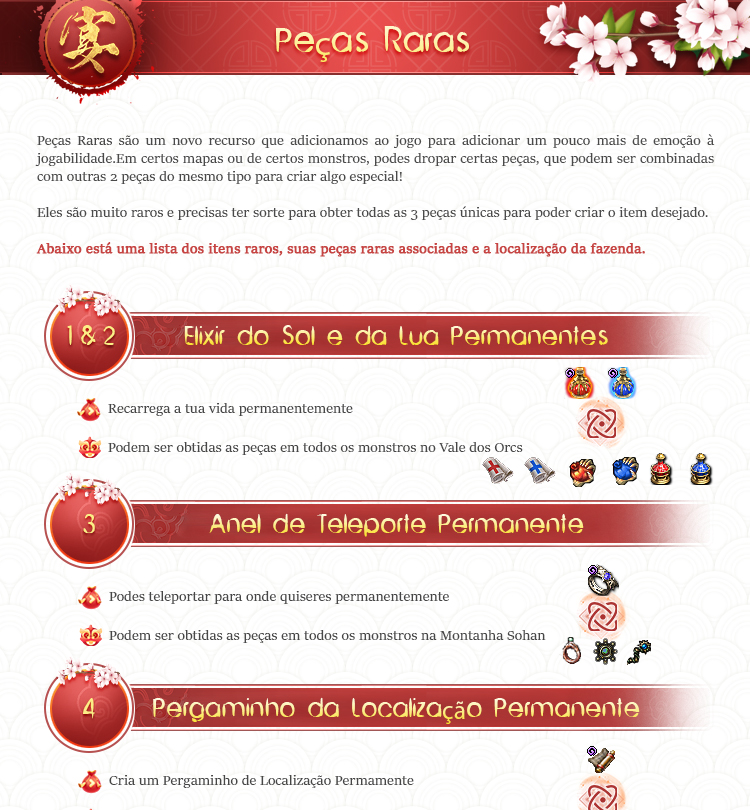 宴
Peças Raras
Peças Raras são um novo recurso que adicionamos ao jogo para adicionar um pouco mais de emoção à
jogabilidade.Em certos mapas ou de certos monstros, podes dropar certas peças, que podem ser combinadas
com outras 2 peças do mesmo tipo para criar algo especial!
Eles são muito raros e precisas ter sorte para obter todas as 3 peças únicas para poder criar o item desejado.
Abaixo está uma lista dos itens raros, suas peças raras associadas e a localização da fazenda.
1 & 2
Elixir do Sol e da Lua Permanentes
Recarrega a tua vida permanentemente
Podem ser obtidas as peças em todos os monstros no Vale dos Orcs
3
Anel de Teleporte Permanente
Podes teleportar para onde quiseres permanentemente
Podem ser obtidas as peças em todos os monstros na Montanha Sohan
4
Pergaminho da Localização Permanente
Cria um Pergaminho de Localização Permamente